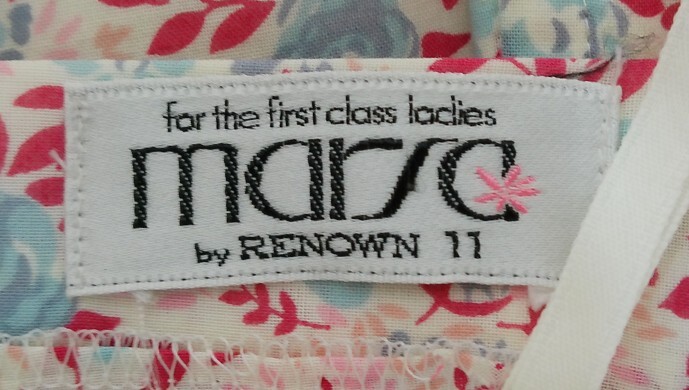 for the first class ladies
marsa
by RENOWN 11